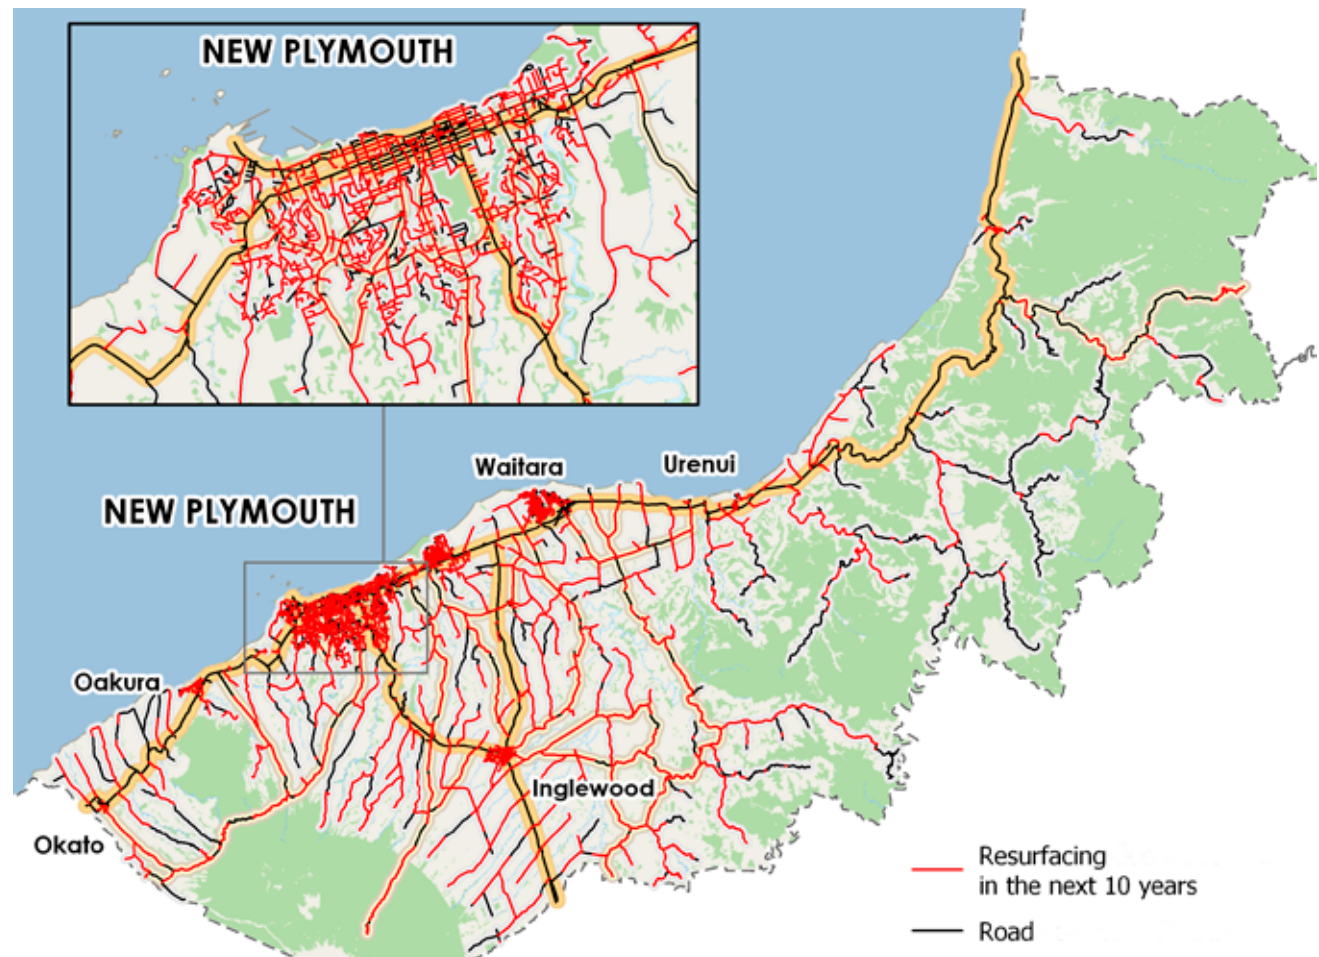 NEW PLYMOUTH
Waitara
Urenui
NEW PLYMOUTH
Oakura
Inglewood
Okato
Resurfacing
in the next 10 years
Road